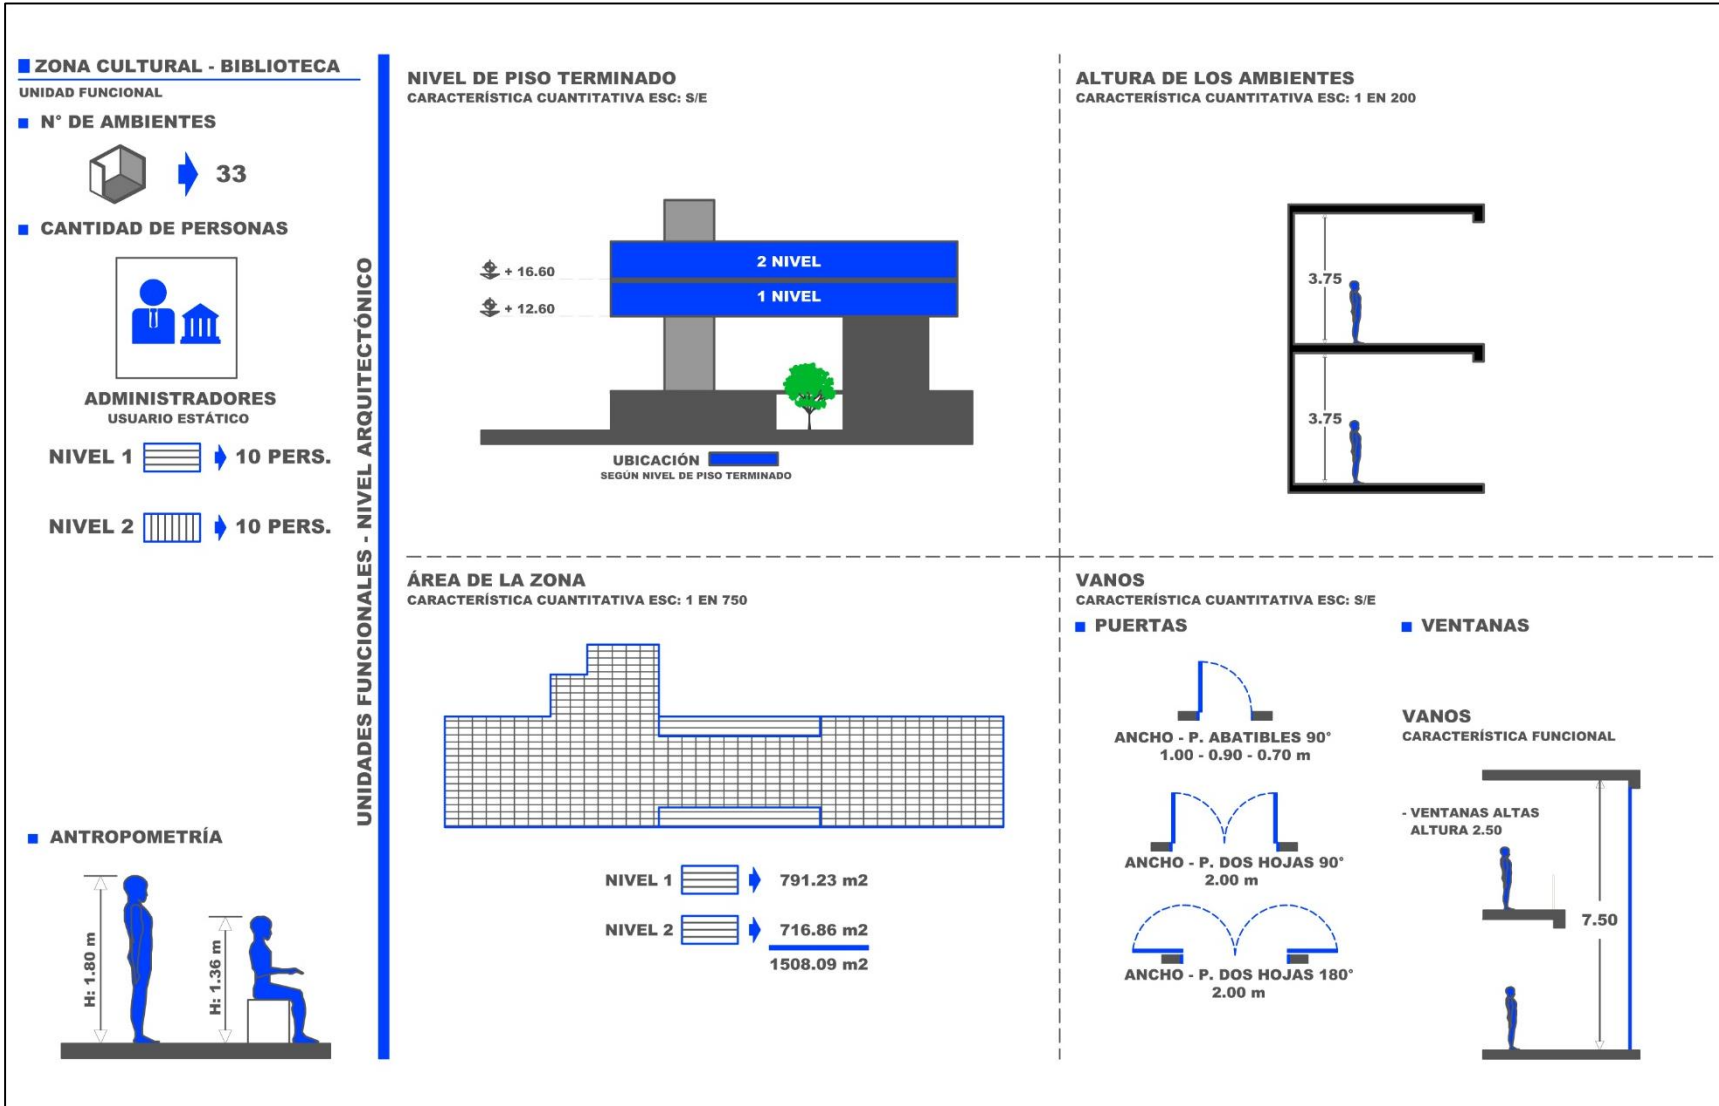 ZONA CULTURAL - BIBLIOTECA
UNIDAD FUNCIONAL
N° DE AMBIENTES
33
CANTIDAD DE PERSONAS
ADMINISTRADORES
USUARIO ESTÁTICO
NIVEL 1 10 PERS.
NIVEL 2 10 PERS.
ANTROPOMETRÍA
H: 1.80 m
H: 1.36 m
UNIDADES FUNCIONALES - NIVEL ARQUITECTÓNICO
NIVEL DE PISO TERMINADO
CARACTERÍSTICA CUANTITATIVA ESC: S/E
+ 16.60
2 NIVEL
+ 12.60
1 NIVEL
UBICACIÓN
SEGÚN NIVEL DE PISO TERMINADO
ALTURA DE LOS AMBIENTES
CARACTERÍSTICA CUANTITATIVA ESC: 1 EN 200
3.75
3.75
ÁREA DE LA ZONA
CARACTERÍSTICA CUANTITATIVA ESC: 1 EN 750
NIVEL 1 791.23 m2
NIVEL 2 716.86 m2
1508.09 m2
VANOS
CARACTERÍSTICA CUANTITATIVA ESC: S/E
PUERTAS
ANCHO - P. ABATIBLES 90°
1.00 - 0.90 - 0.70 m
ANCHO - P. DOS HOJAS 90°
2.00 m
ANCHO - P. DOS HOJAS 180°
2.00 m
VENTANAS
VANOS
CARACTERÍSTICA FUNCIONAL
- VENTANAS ALTAS
ALTURA 2.50
7.50